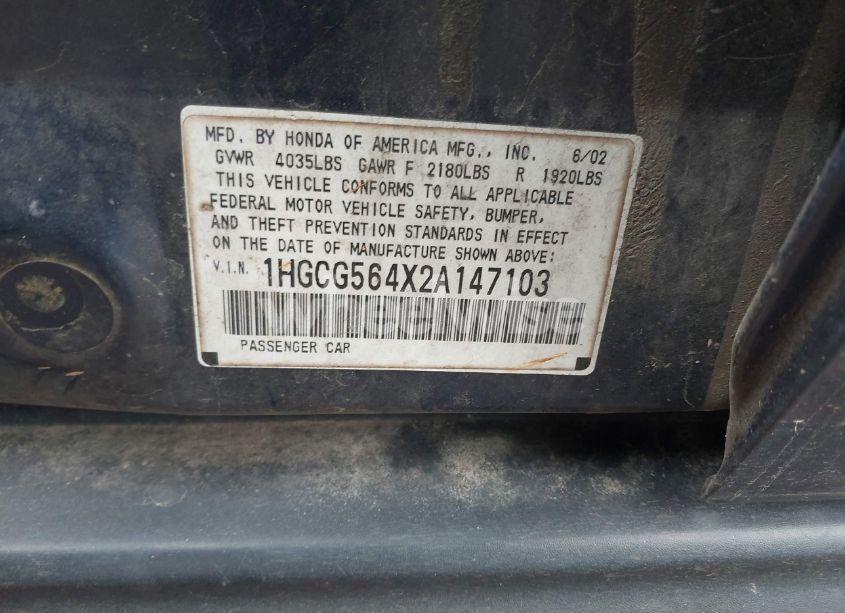 MFD. BY HONDA OF AMERICA MFG., INC. 6/02
GVWR 4035LBS GAWR F 2180LBS R 1920LBS
THIS VEHICLE CONFORMS TO ALL APPLICABLE
FEDERAL MOTOR VEHICLE SAFETY, BUMPER,
AND THEFT PREVENTION STANDARDS IN EFFECT
ON THE DATE OF MANUFACTURE SHOWN ABOVE:
V.I.N. 1HGCG564X2A147103
PASSENGER CAR